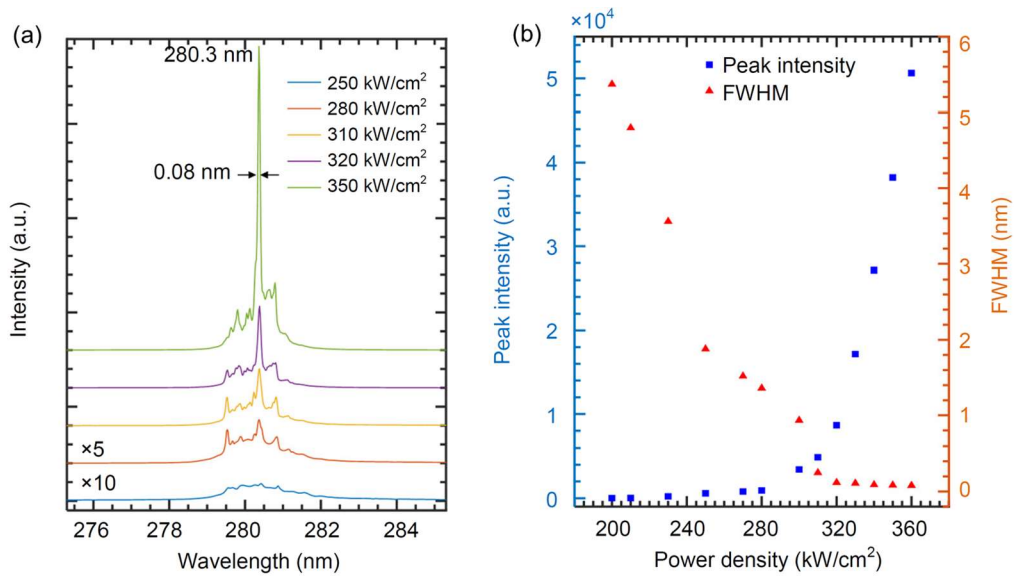 (a)
280.3 nm
250 kW/cm²
280 kW/cm²
310 kW/cm²
320 kW/cm²
350 kW/cm²
0.08 nm
×5
×10
Intensity (a.u.)
276 278 280 282 284
Wavelength (nm)
(b)
×10⁴
Peak intensity
FWHM
5
4
3
2
1
0
Peak intensity (a.u.)
6
5
4
3
2
1
0
FWHM (nm)
200 240 280 320 360
Power density (kW/cm²)